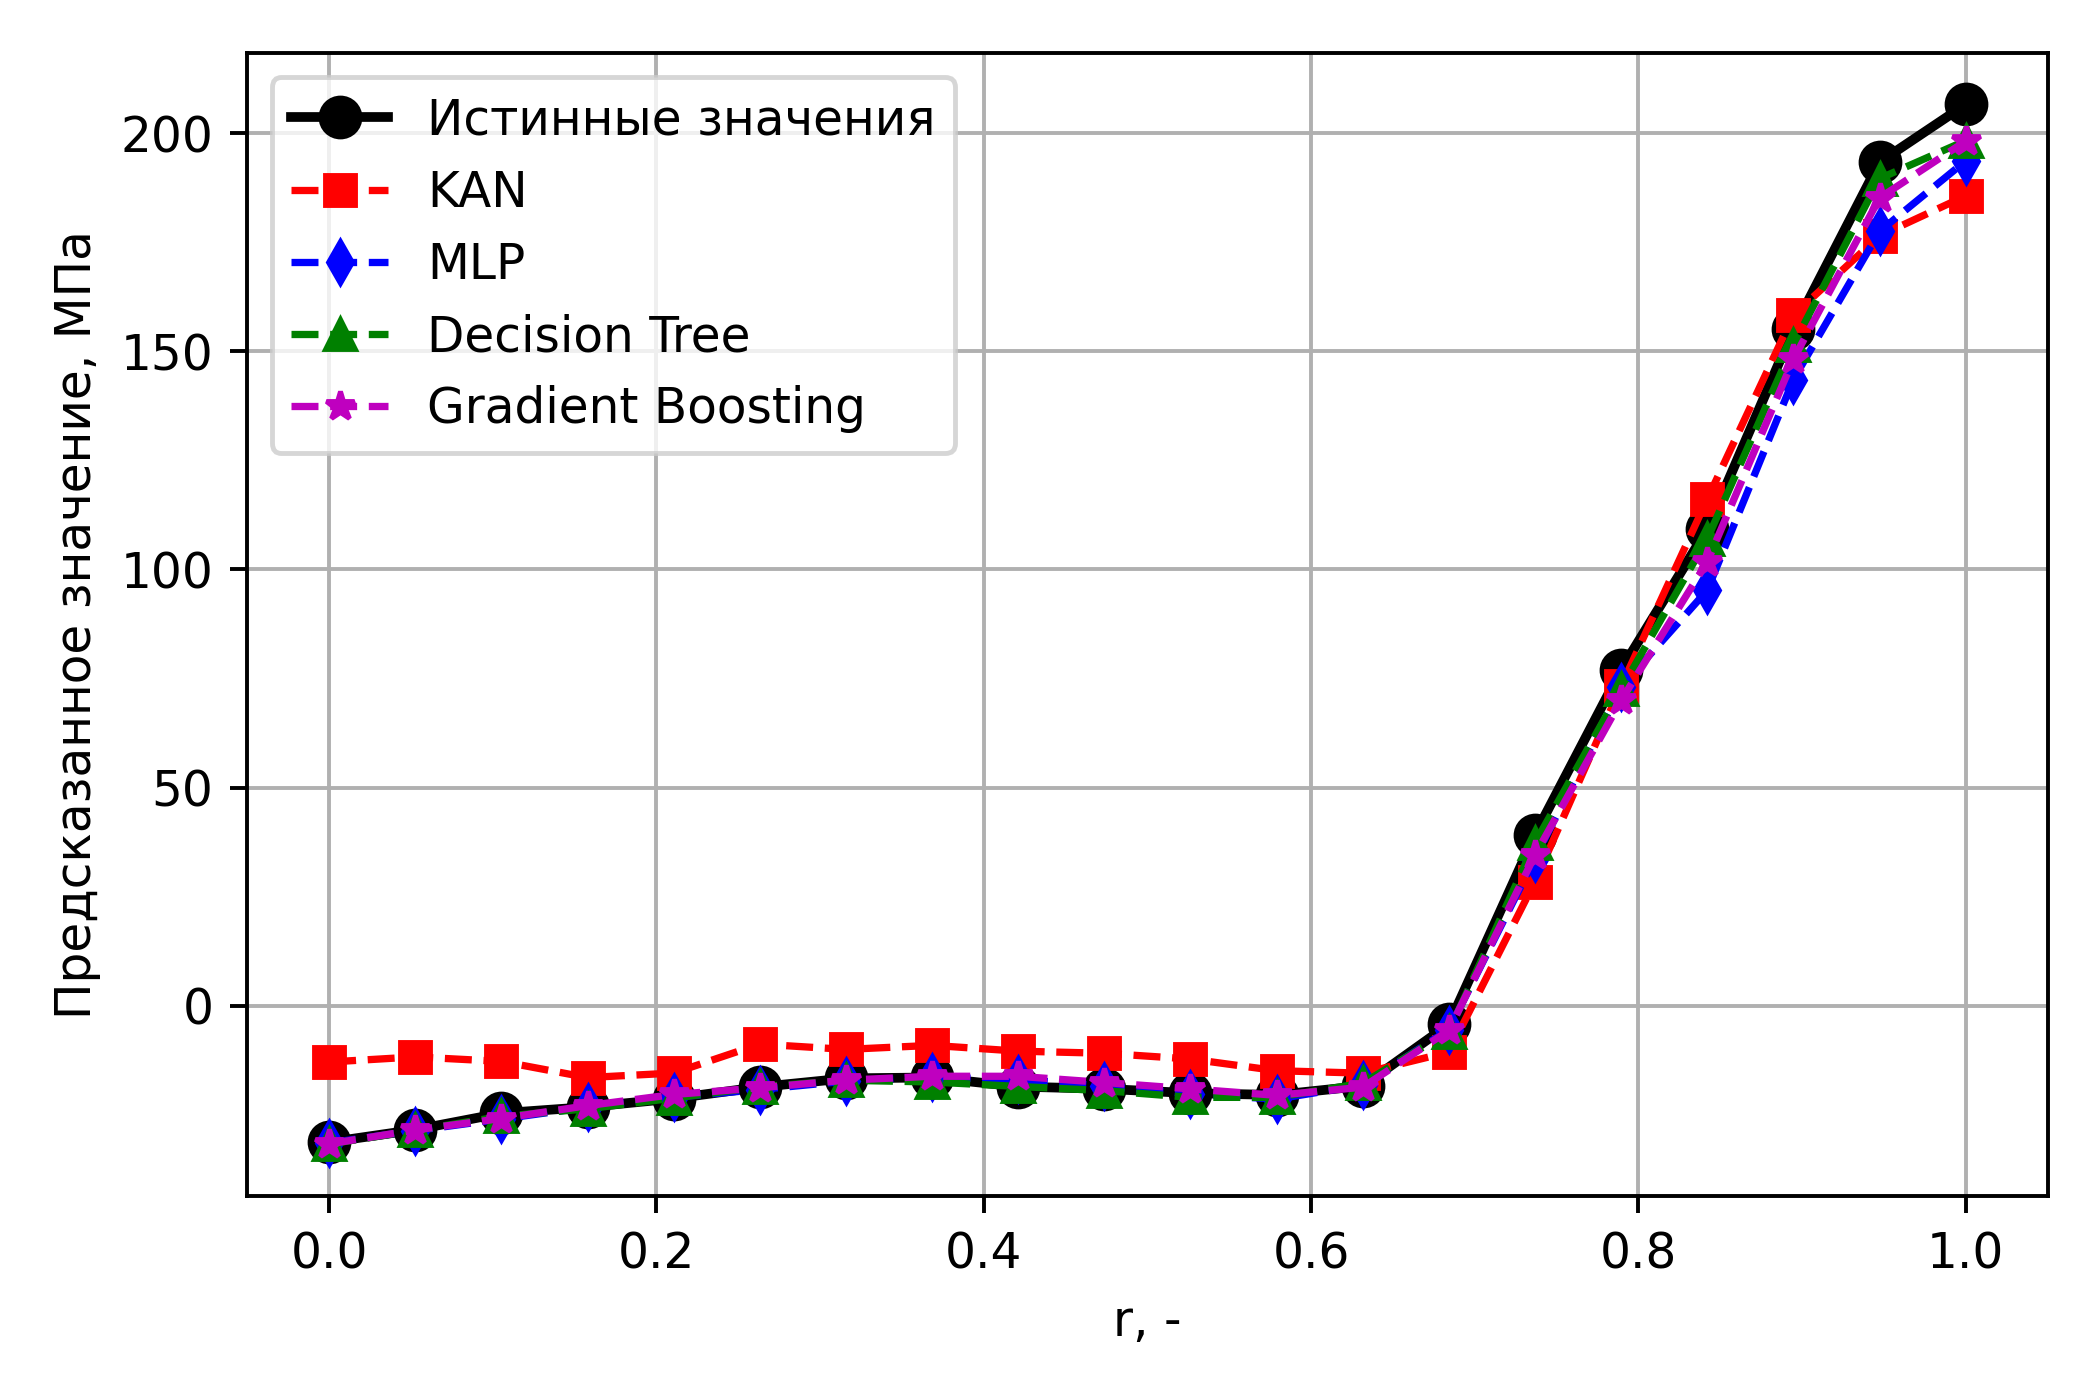 Истинные значения
KAN
MLP
Decision Tree
Gradient Boosting
Предсказанное значение, МПа
200
150
100
50
0
0.0 0.2 0.4 0.6 0.8 1.0
r, -